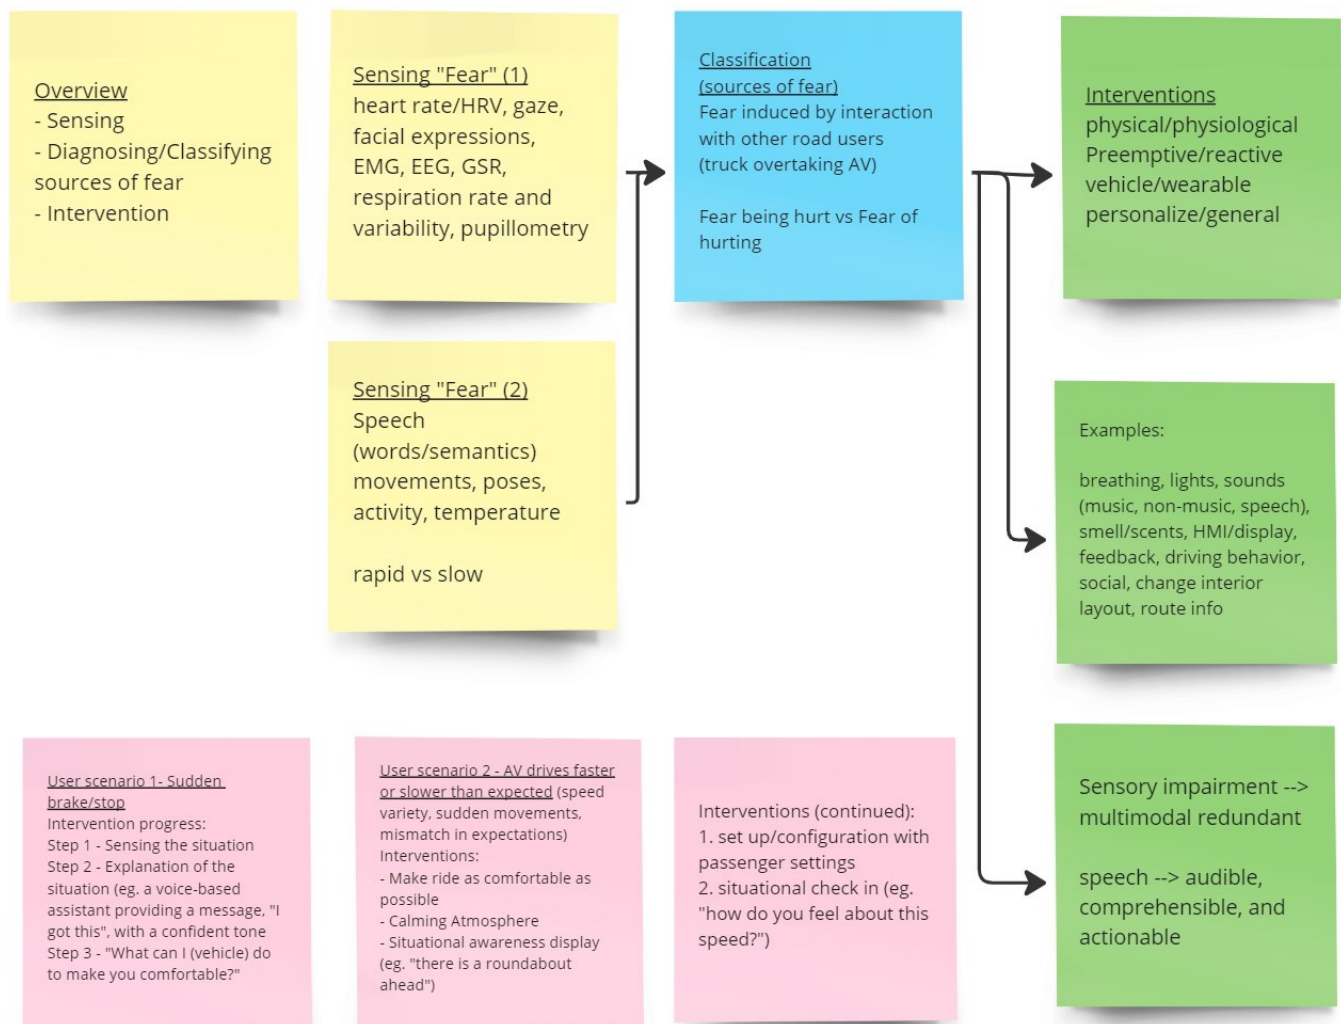 Overview
- Sensing
- Diagnosing/Classifying
sources of fear
- Intervention
Sensing "Fear" (1)
heart rate/HRV, gaze,
facial expressions,
EMG, EEG, GSR,
respiration rate and
variability, pupillometry
Classification
(sources of fear)
Fear induced by interaction
with other road users
(truck overtaking AV)
Fear being hurt vs Fear of
hurting
Interventions
physical/physiological
Preemptive/reactive
vehicle/wearable
personalize/general
Sensing "Fear" (2)
Speech
(words/semantics)
movements, poses,
activity, temperature
rapid vs slow
Examples:
breathing, lights, sounds
(music, non-music, speech),
smell/scents, HMI/display,
feedback, driving behavior,
social, change interior
layout, route info
User scenario 1- Sudden
brake/stop
Intervention progress:
Step 1 - Sensing the situation
Step 2 - Explanation of the
situation (eg. a voice-based
assistant providing a message, "I
got this", with a confident tone
Step 3 - "What can I (vehicle) do
to make you comfortable?"
User scenario 2 - AV drives faster
or slower than expected (speed
variety, sudden movements,
mismatch in expectations)
Interventions:
- Make ride as comfortable as
possible
- Calming Atmosphere
- Situational awareness display
(eg. "there is a roundabout
ahead")
Interventions (continued):
1. set up/configuration with
passenger settings
2. situational check in (eg.
"how do you feel about this
speed?")
Sensory impairment -->
multimodal redundant
speech --> audible,
comprehensible, and
actionable